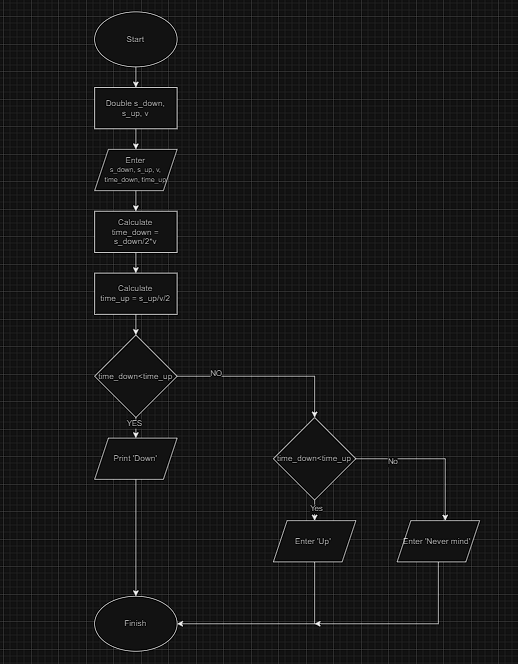 Start
Double s_down,
s_up, v
Enter
s_down, s_up, v,
time_down, time_up
Calculate
time_down =
s_down/2*v
Calculate
time_up = s_up/v/2
time_down<time_up
NO
YES
Print 'Down'
time_down<time_up
No
Yes
Enter 'Up'
Enter 'Never mind'
Finish